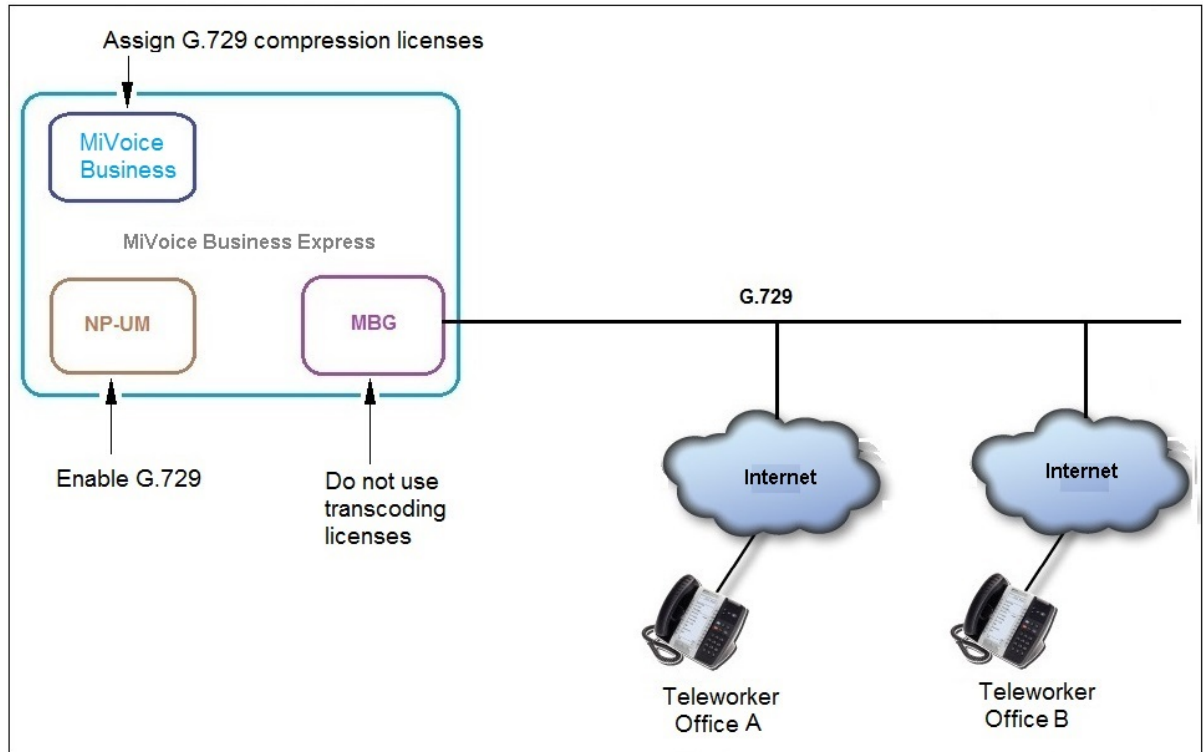 Assign G.729 compression licenses
MiVoice
Business
MiVoice Business Express
NP-UM
MBG
G.729
Enable G.729
Do not use
transcoding
licenses
Internet
Internet
Teleworker
Office A
Teleworker
Office B